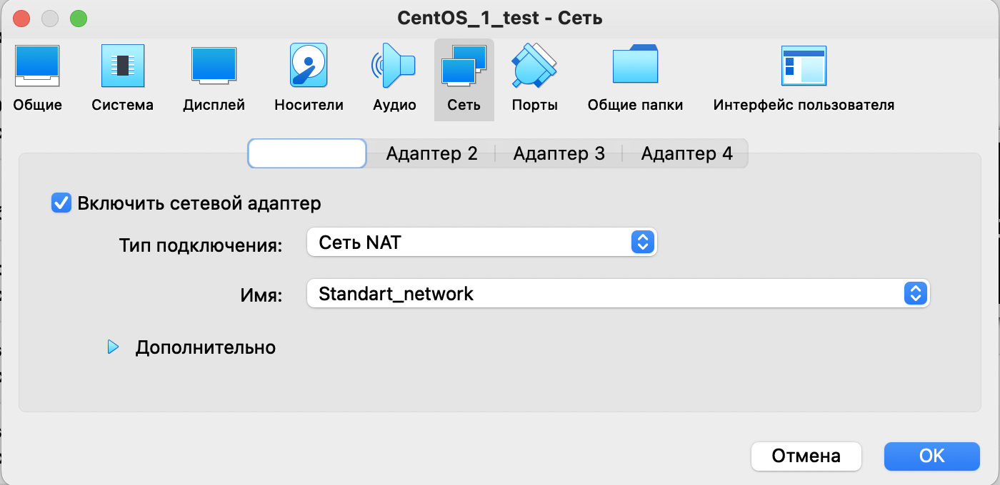 CentOS_1_test - Сеть
Общие Система Дисплей Носители Аудио Сеть Порты Общие папки Интерфейс пользователя
Адаптер 2 Адаптер 3 Адаптер 4
Включить сетевой адаптер
Тип подключения: Сеть NAT
Имя: Standart_network
Дополнительно
Отмена OK